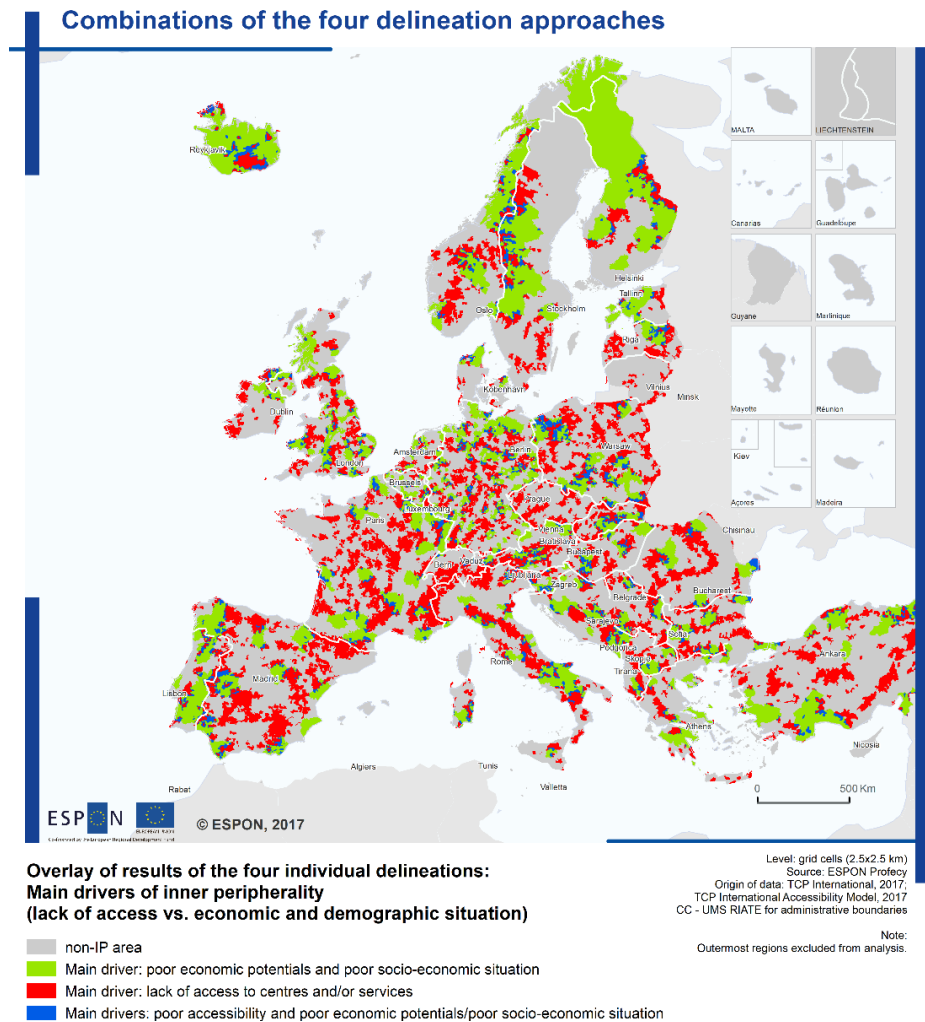 Combinations of the four delineation approaches
MALTA
LIECHTENSTEIN
Reykjavik
Canarias
Guadeloupe
Helsinki
Tallinn
Oslo
Stockholm
Guyane
Martinique
Riga
København
Vilnius
Minsk
Dublin
Mayotte
Réunion
London
Amsterdam
Berlin
Warsaw
Kiev
Brussels
Prague
Luxembourg
Açores
Madeira
Paris
Vienna
Chisinau
Bratislava
Budapest
Bern
Vaduz
Ljubljana
Zagreb
Belgrade
Bucharest
Sarajevo
Sofia
Podgorica
Skopje
Rome
Tirana
Ankara
Madrid
Lisbon
Athens
Nicosia
Algiers
Tunis
Valletta
Rabat
0 500 Km
ESPON
EUROPEAN UNION
© ESPON, 2017
Overlay of results of the four individual delineations:
Main drivers of inner peripherality
(lack of access vs. economic and demographic situation)
non-IP area
Main driver: poor economic potentials and poor socio-economic situation
Main driver: lack of access to centres and/or services
Main drivers: poor accessibility and poor economic potentials/poor socio-economic situation
Level: grid cells (2.5x2.5 km)
Source: ESPON Profecy
Origin of data: TCP International, 2017;
TCP International Accessibility Model, 2017
CC - UMS RIATE for administrative boundaries
Note:
Outermost regions excluded from analysis.